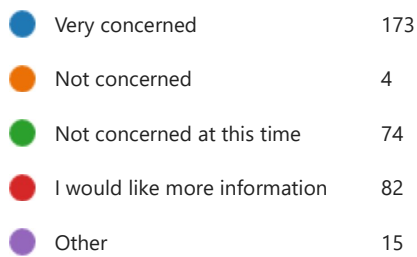 Very concerned 173
Not concerned 4
Not concerned at this time 74
I would like more information 82
Other 15